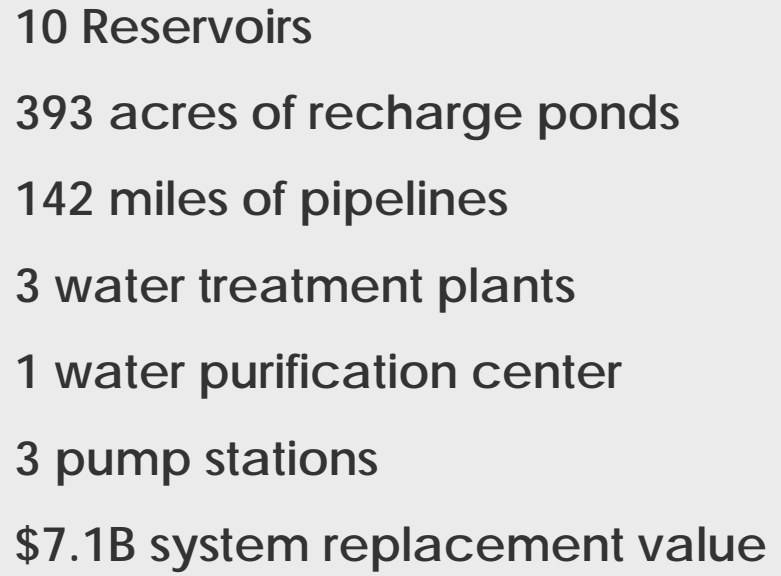 10 Reservoirs
393 acres of recharge ponds
142 miles of pipelines
3 water treatment plants
1 water purification center
3 pump stations
$7.1B system replacement value